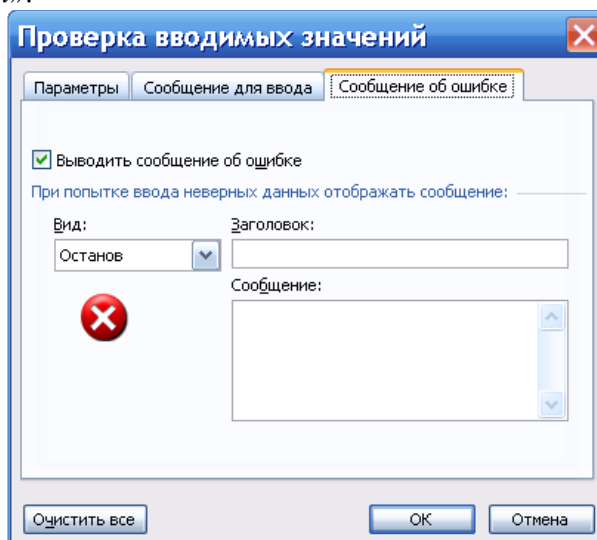 Проверка вводимых значений
Параметры Сообщение для ввода Сообщение об ошибке
Выводить сообщение об ошибке
При попытке ввода неверных данных отображать сообщение:
Вид: Заголовок:
Останов
Сообщение:
Очистить все ОК Отмена